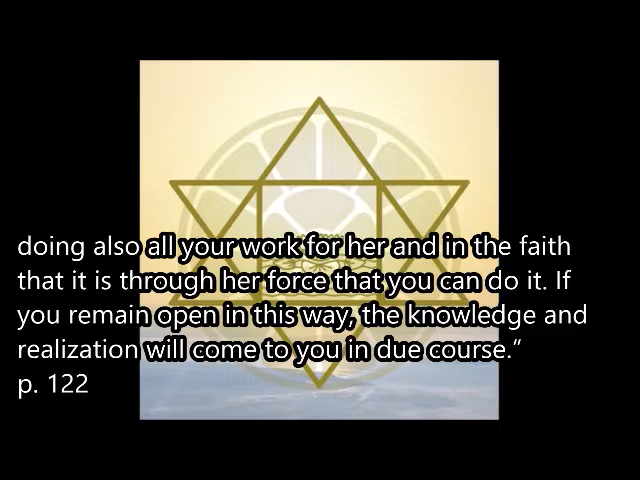 doing also all your work for her and in the faith
that it is through her force that you can do it. If
you remain open in this way, the knowledge and
realization will come to you in due course.”
p. 122